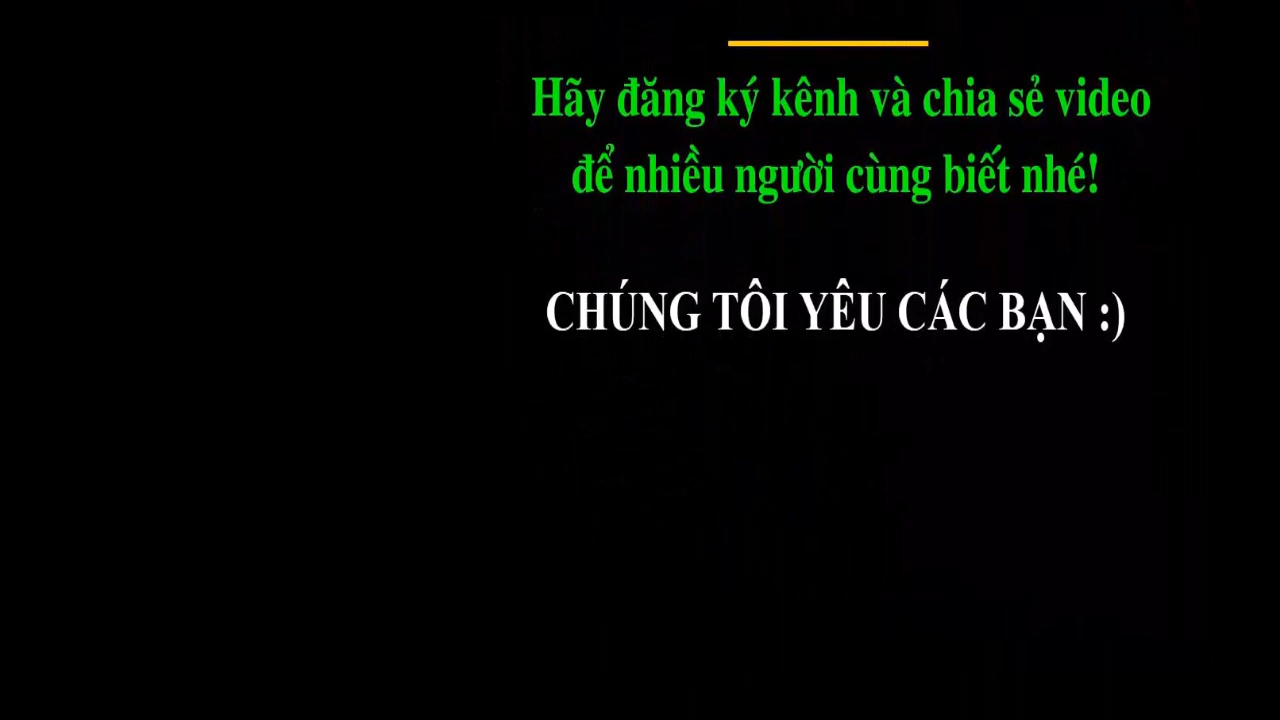 Hãy đăng ký kênh và chia sẻ video
để nhiều người cùng biết nhé!
CHÚNG TÔI YÊU CÁC BẠN :)